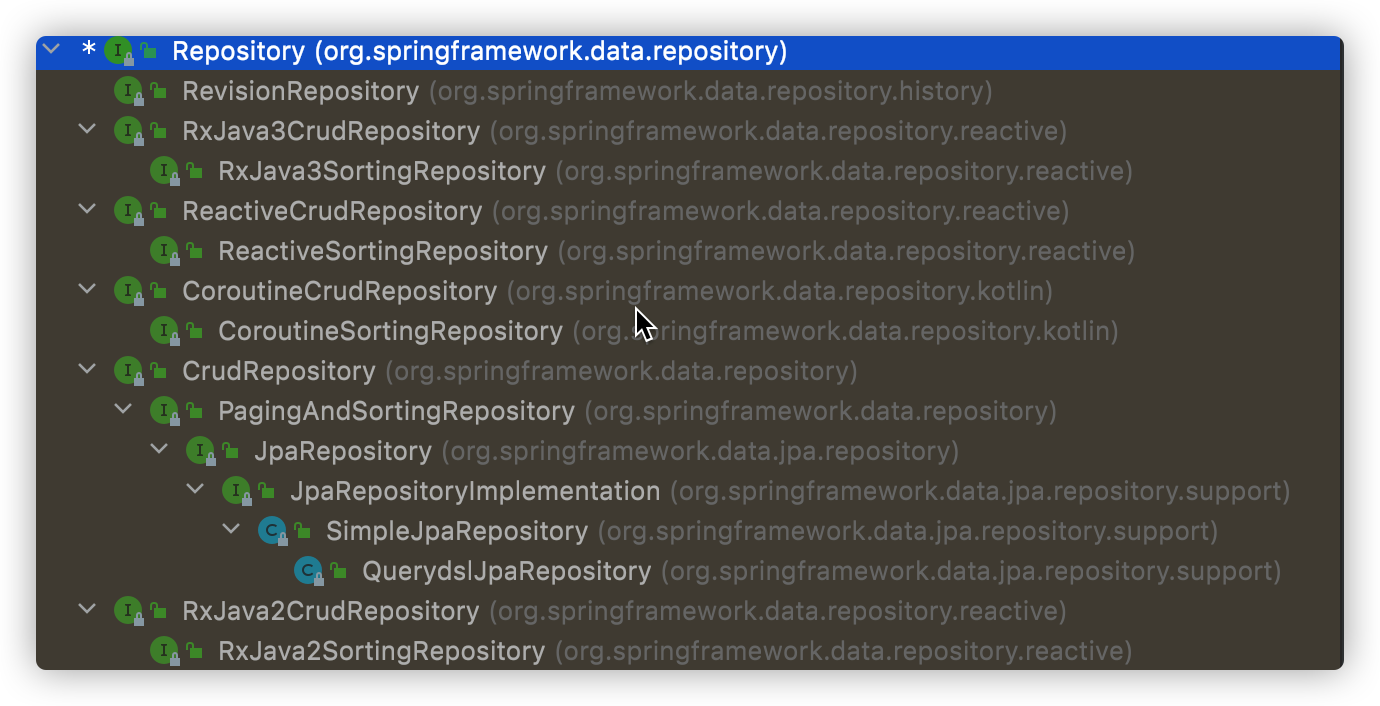 * I Repository (org.springframework.data.repository)
I RevisionRepository (org.springframework.data.repository.history)
I RxJava3CrudRepository (org.springframework.data.repository.reactive)
I RxJava3SortingRepository (org.springframework.data.repository.reactive)
I ReactiveCrudRepository (org.springframework.data.repository.reactive)
I ReactiveSortingRepository (org.springframework.data.repository.reactive)
I CoroutineCrudRepository (org.springframework.data.repository.kotlin)
I CoroutineSortingRepository (org.springframework.data.repository.kotlin)
I CrudRepository (org.springframework.data.repository)
I PagingAndSortingRepository (org.springframework.data.repository)
I JpaRepository (org.springframework.data.jpa.repository)
I JpaRepositoryImplementation (org.springframework.data.jpa.repository.support)
C SimpleJpaRepository (org.springframework.data.jpa.repository.support)
C QuerydslJpaRepository (org.springframework.data.jpa.repository.support)
I RxJava2CrudRepository (org.springframework.data.repository.reactive)
I RxJava2SortingRepository (org.springframework.data.repository.reactive)